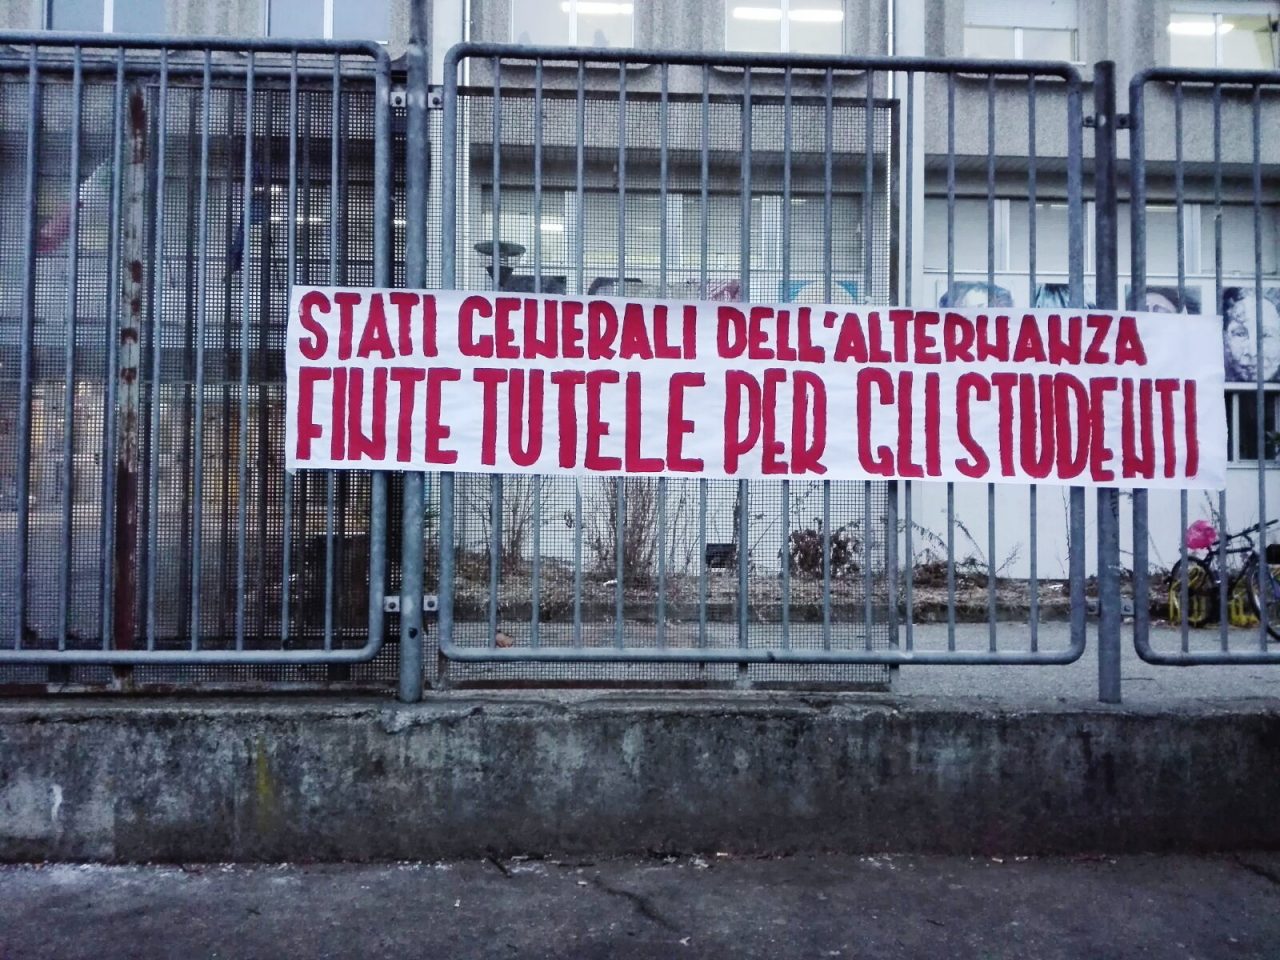 STATI GENERALI DELL'ALTERNANZA
FINTE TUTELE PER GLI STUDENTI